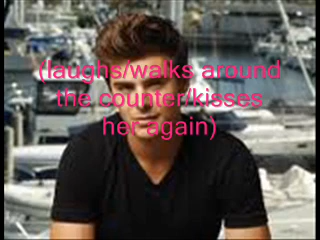 (laughs/walks around
the counter/kisses
her again)